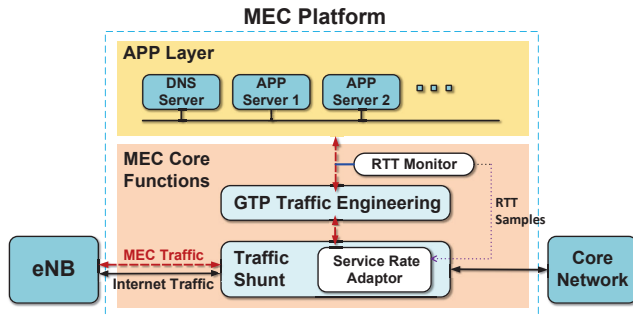 MEC Platform
APP Layer
DNS
Server
APP
Server 1
APP
Server 2
MEC Core
Functions
RTT Monitor
GTP Traffic Engineering
RTT
Samples
eNB
MEC Traffic
Internet Traffic
Traffic
Shunt
Service Rate
Adaptor
Core
Network